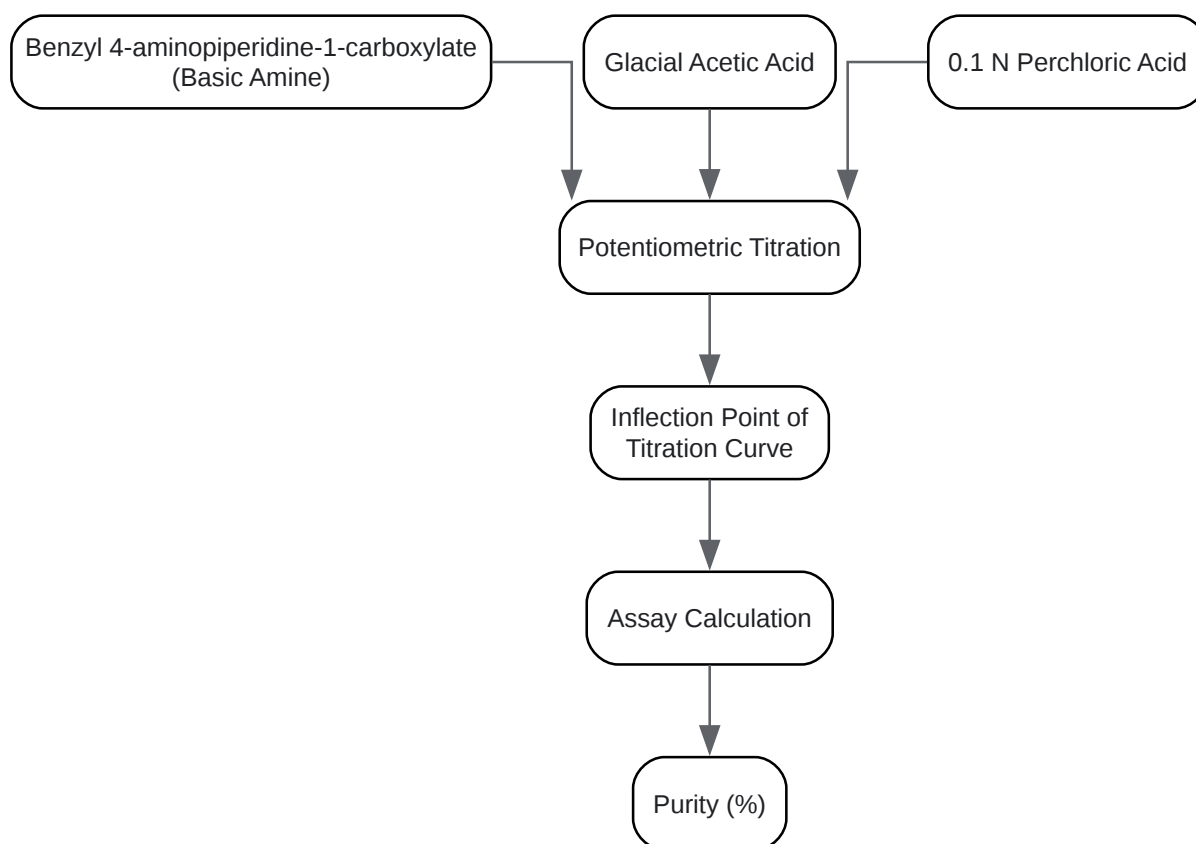 Benzyl 4-aminopiperidine-1-carboxylate
(Basic Amine)
Glacial Acetic Acid
0.1 N Perchloric Acid
Potentiometric Titration
Inflection Point of
Titration Curve
Assay Calculation
Purity (%)